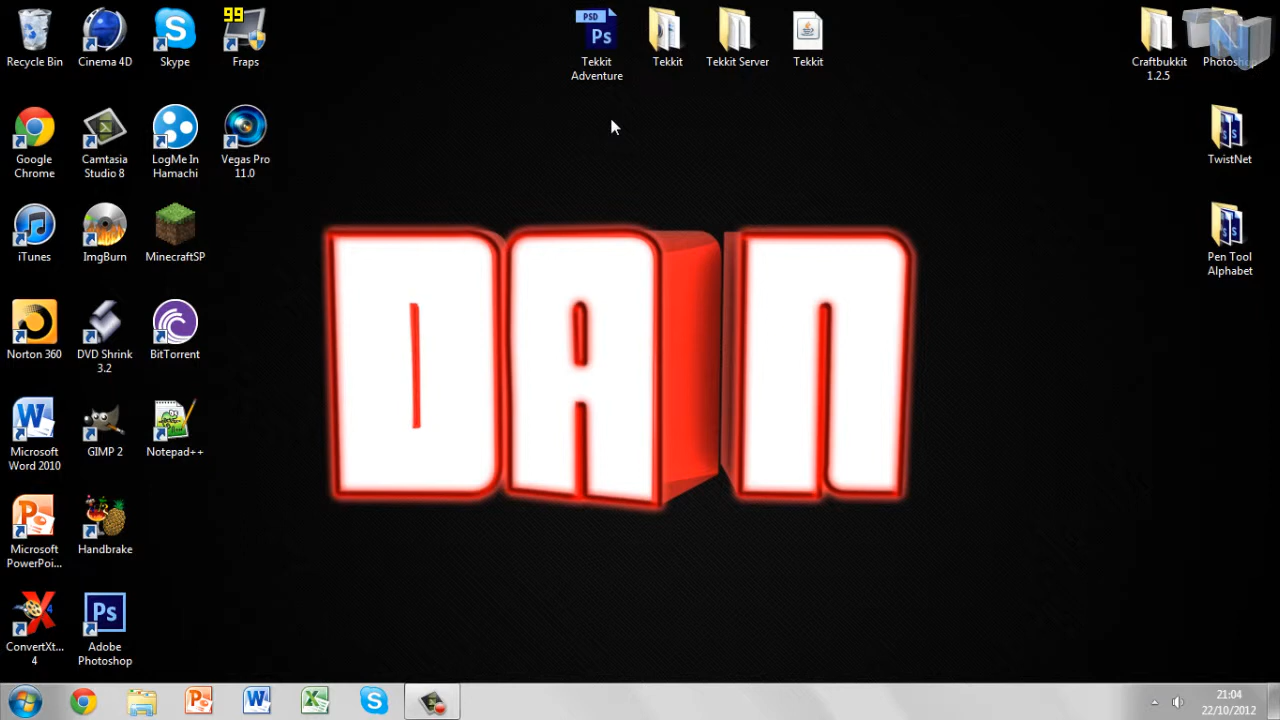 99
Recycle Bin
Cinema 4D
Skype
Fraps
PSD
Ps
Tekkit
Adventure
Tekkit
Tekkit Server
Tekkit
Craftbukkit
1.2.5
Google
Chrome
Camtasia
Studio 8
LogMe In
Hamachi
Vegas Pro
11.0
TwistNet
iTunes
ImgBurn
MinecraftSP
Pen Tool
Alphabet
DAN
Norton 360
DVD Shrink
3.2
BitTorrent
Microsoft
Word 2010
GIMP 2
Notepad++
Microsoft
PowerPoi...
Handbrake
ConvertXt...
4
Ps
Adobe
Photoshop
21:04
22/10/2012